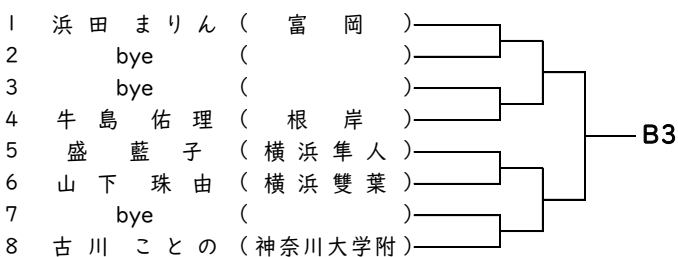 1 浜田 まりん ( 富岡 )
2 bye ( )
3 bye ( )
4 牛島 佑理 ( 根岸 )
B3
5 盛 藍子 ( 横浜隼人 )
6 山下 珠由 ( 横浜雙葉 )
7 bye ( )
8 古川 ことの ( 神奈川大学附 )